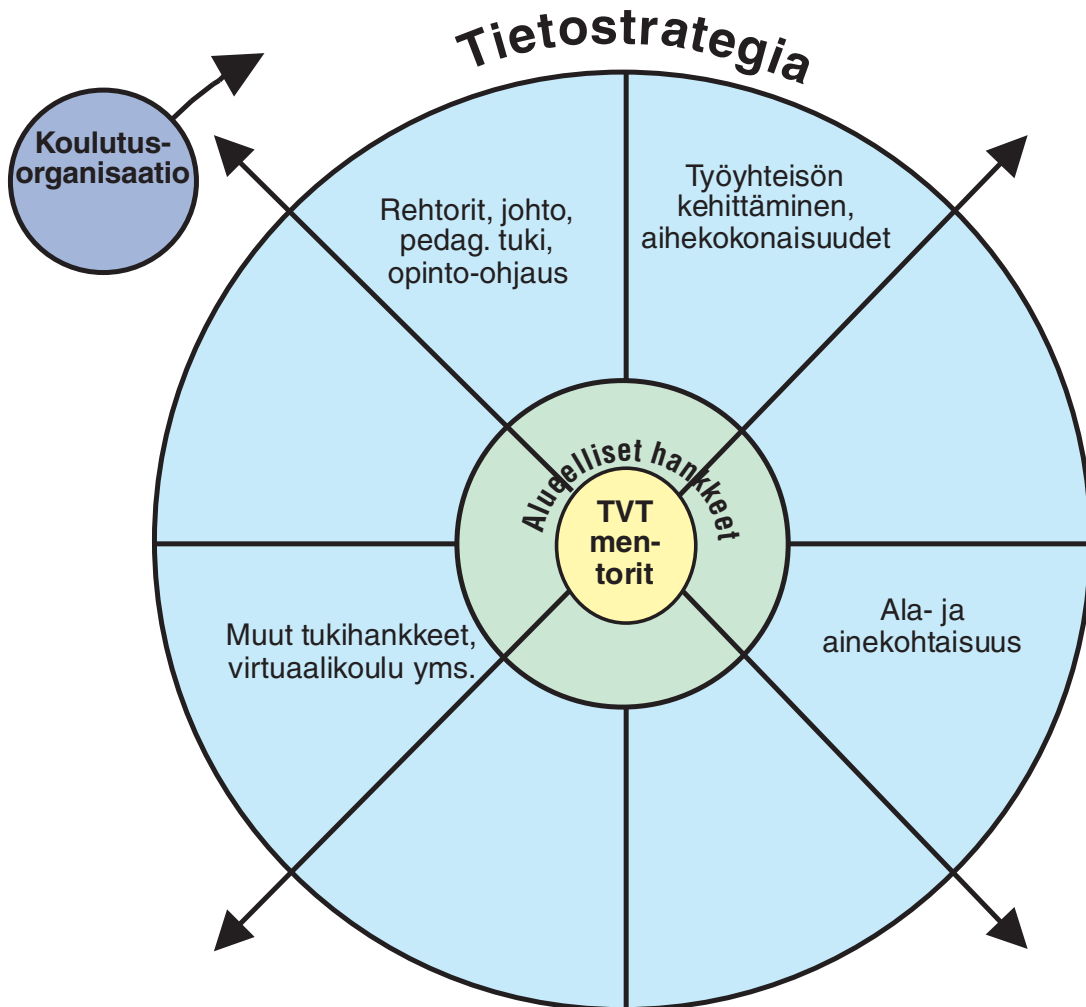 Tietostrategia
Koulutus-
organisaatio
Rehtorit, johto,
pedag. tuki,
opinto-ohjaus
Työyhteisön
kehittäminen,
aihekokonaisuudet
Alueelliset hankkeet
TVT
men-
torit
Muut tukihankkeet,
virtuaalikoulu yms.
Ala- ja
ainekohtaisuus